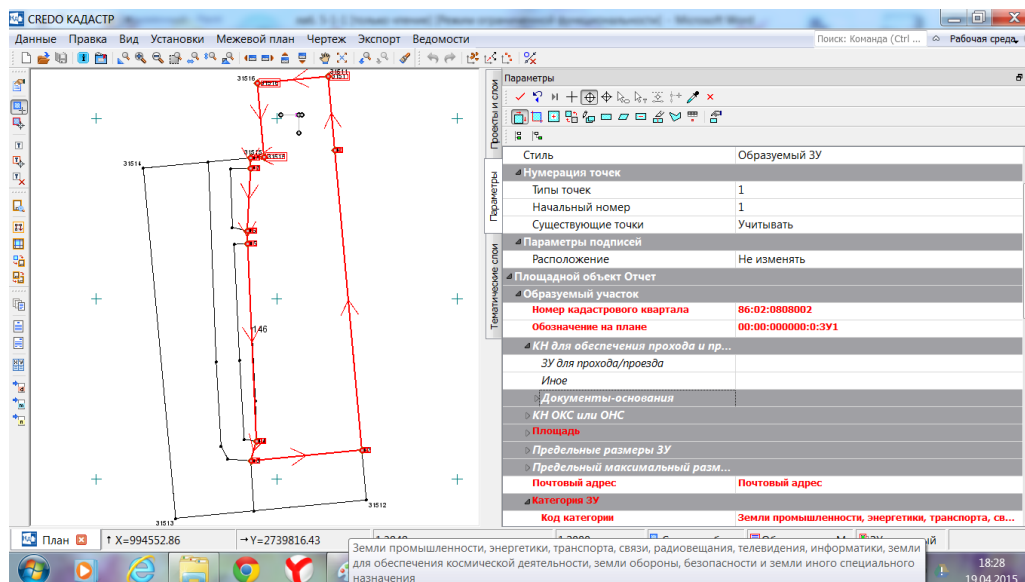 CREDO КАДАСТР
Данные Правка Вид Установки Межевой план Чертеж Экспорт Ведомости
Поиск: Команда (Ctrl ...
Рабочая среда
Параметры
Проекты и слои
Параметры
Тематические слои
Стиль Образуемый ЗУ
Нумерация точек
Типы точек 1
Начальный номер 1
Существующие точки Учитывать
Параметры подписей
Расположение Не изменять
Площадной объект Отчет
Образуемый участок
Номер кадастрового квартала 86:02:0808002
Обозначение на плане 00:00:000000:0:ЗУ1
КН для обеспечения прохода и пр...
ЗУ для прохода/проезда
Иное
Документы-основания
КН ОКС или ОНС
Площадь
Предельные размеры ЗУ
Предельный максимальный разм...
Почтовый адрес Почтовый адрес
Категория ЗУ
Код категории Земли промышленности, энергетики, транспорта, св...
31516
31514
146
31512
31513
План
X=994552.86
Y=2739816.43
Земли промышленности, энергетики, транспорта, связи, радиовещания, телевидения, информатики, земли
для обеспечения космической деятельности, земли обороны, безопасности и земли иного специального
назначения
18:28
19.04.2015